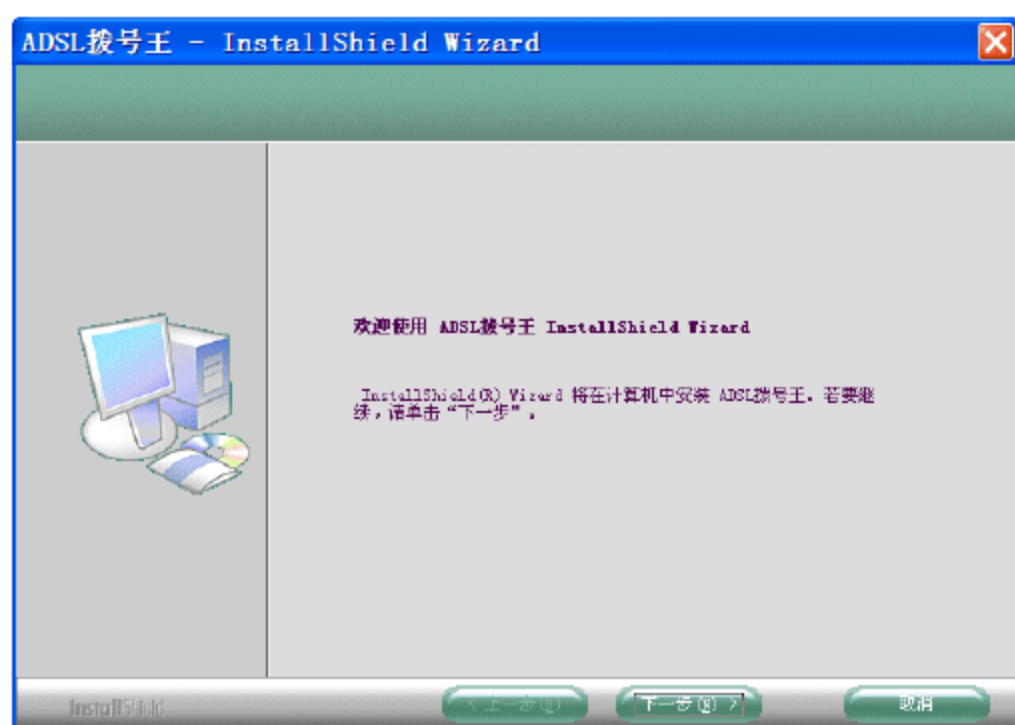 ADSL拨号王 - InstallShield Wizard
欢迎使用 ADSL拨号王 InstallShield Wizard
InstallShield(R) Wizard 将在计算机中安装 ADSL拨号王。若要继
续，请单击“下一步”。
InstallShield
< 上一步(B)
下一步(N) >
取消